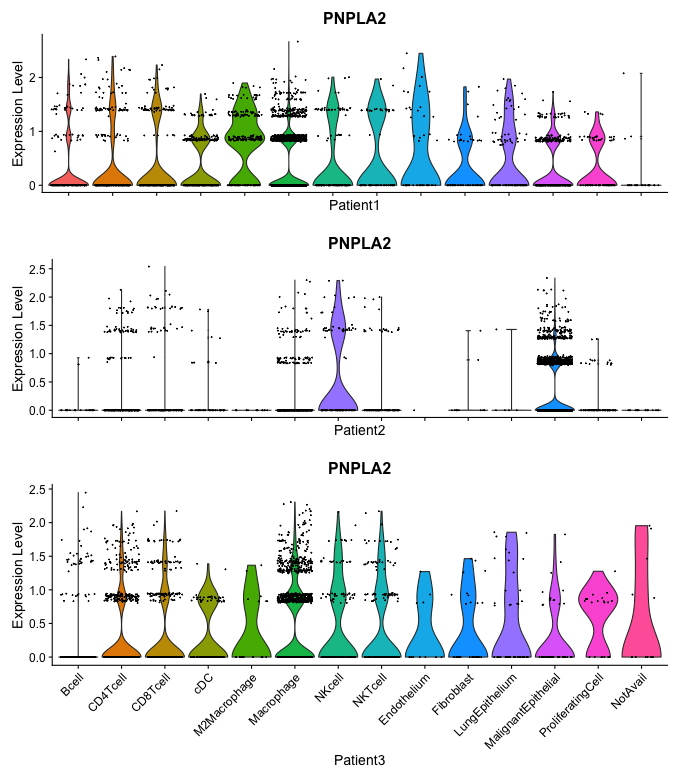 PNPLA2
Expression Level
2
1
0
Patient1
PNPLA2
Expression Level
2.5
2.0
1.5
1.0
0.5
0.0
Patient2
PNPLA2
Expression Level
2.5
2.0
1.5
1.0
0.5
0.0
Bcell
CD4Tcell
CD8Tcell
cDC
M2Macrophage
Macrophage
NKcell
NKTcell
Endothelium
Fibroblast
LungEpithelium
MalignantEpithelial
ProliferatingCell
NotAvail
Patient3